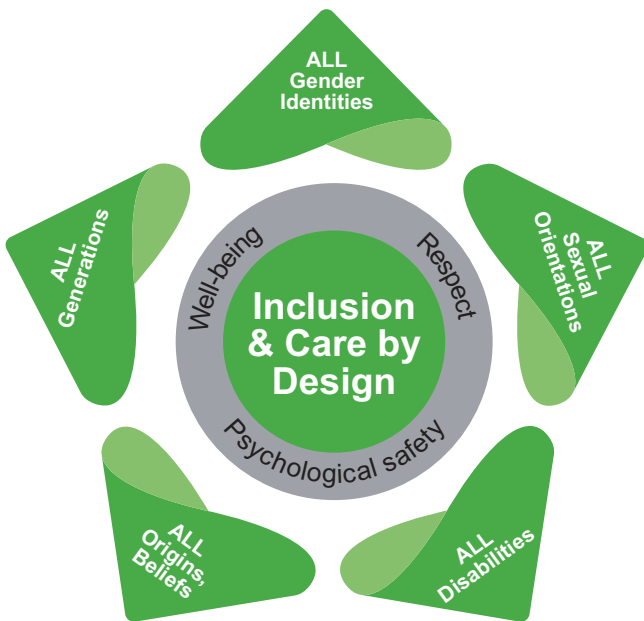 ALL
Gender
Identities
ALL
Sexual
Orientations
ALL
Disabilities
ALL
Origins,
Beliefs
ALL
Generations
Well-being
Respect
Psychological safety
Inclusion
& Care by
Design